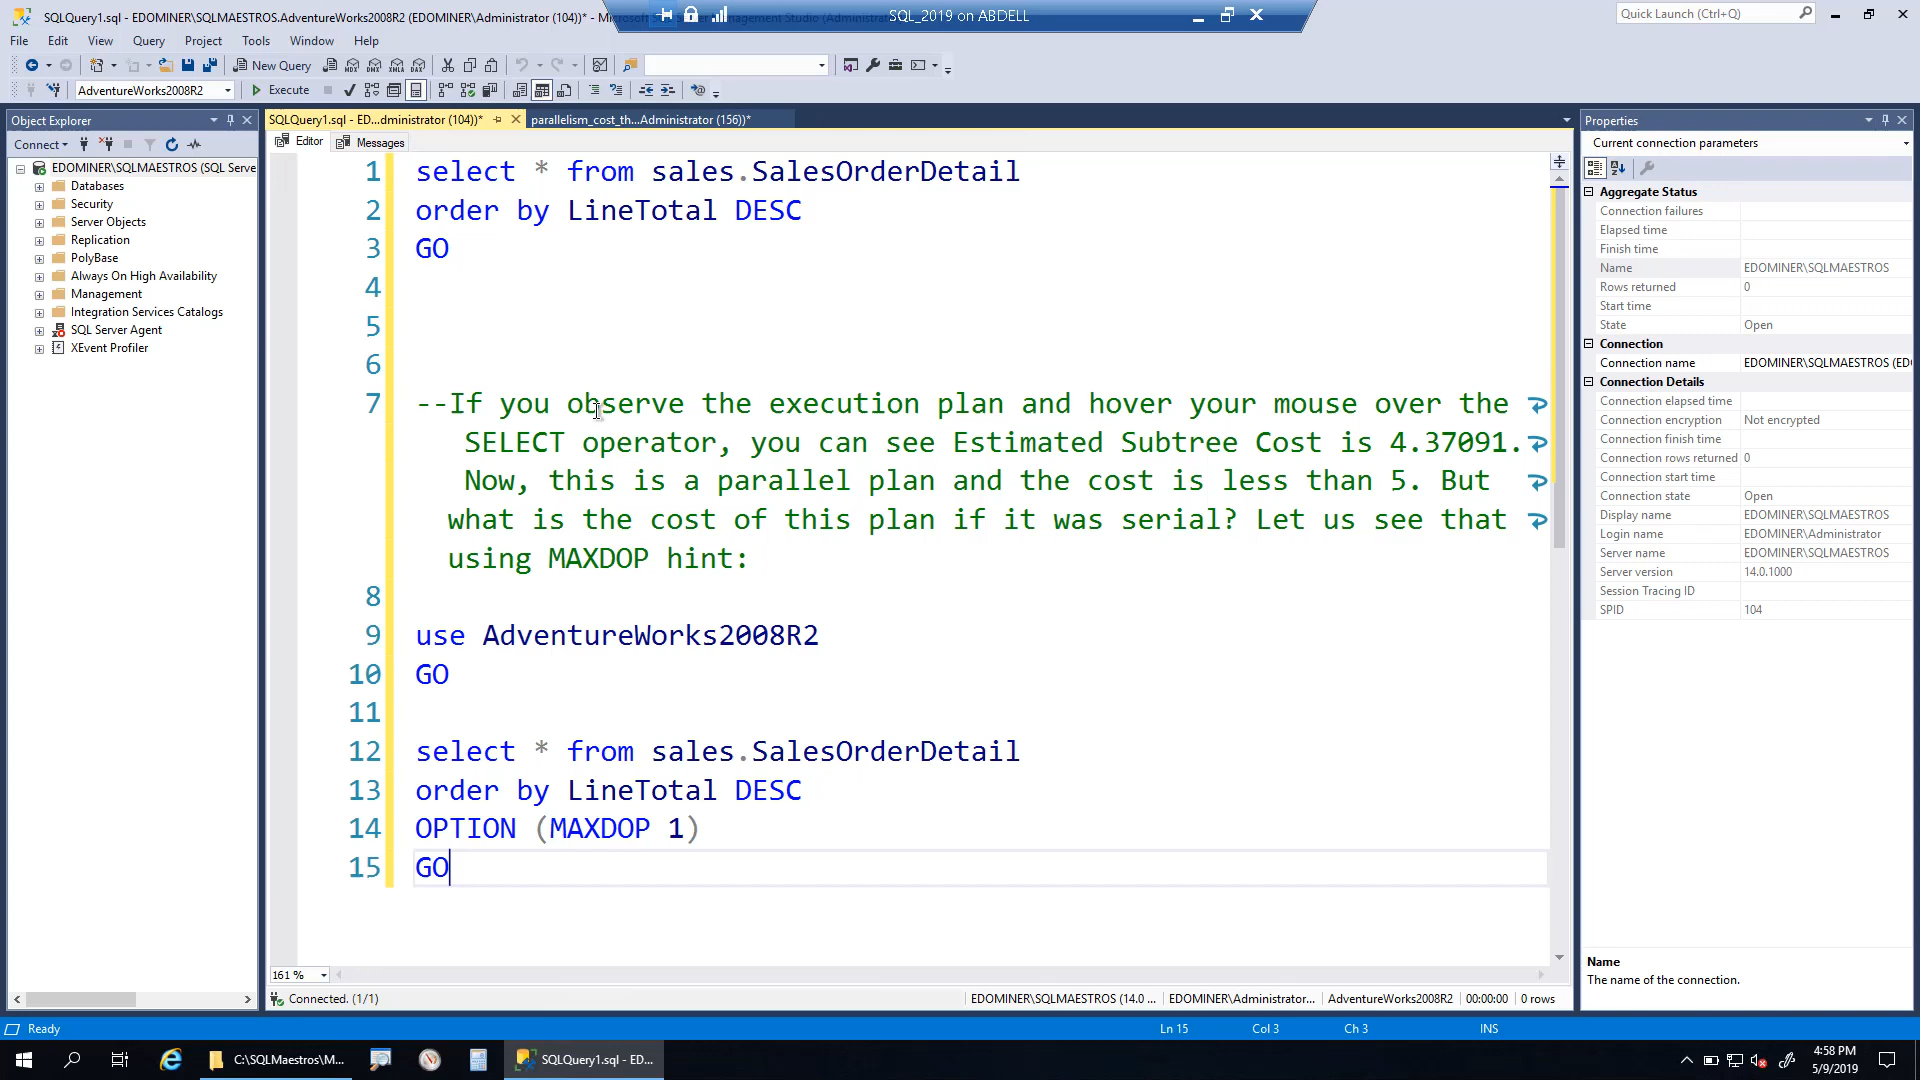 SQLQuery1.sql - EDOMINER\SQLMAESTROS.AdventureWorks2008R2 (EDOMINER\Administrator (104))*
SQL_2019 on ABDELL
Quick Launch (Ctrl+Q)
File Edit View Query Project Tools Window Help
New Query
AdventureWorks2008R2
Execute
Object Explorer
Connect
EDOMINER\SQLMAESTROS (SQL Serve
Databases
Security
Server Objects
Replication
PolyBase
Always On High Availability
Management
Integration Services Catalogs
SQL Server Agent
XEvent Profiler
SQLQuery1.sql - ED...dministrator (104))*
parallelism_cost_th...Administrator (156))*
Editor
Messages
1 select * from sales.SalesOrderDetail
2 order by LineTotal DESC
3 GO
4
5
6
7 --If you observe the execution plan and hover your mouse over the
SELECT operator, you can see Estimated Subtree Cost is 4.37091.
Now, this is a parallel plan and the cost is less than 5. But
what is the cost of this plan if it was serial? Let us see that
using MAXDOP hint:
8
9 use AdventureWorks2008R2
10 GO
11
12 select * from sales.SalesOrderDetail
13 order by LineTotal DESC
14 OPTION (MAXDOP 1)
15 GO
161 %
Connected. (1/1)
EDOMINER\SQLMAESTROS (14.0 ...
EDOMINER\Administrator...
AdventureWorks2008R2
00:00:00
0 rows
Properties
Current connection parameters
Aggregate Status
Connection failures
Elapsed time
Finish time
Name EDOMINER\SQLMAESTROS
Rows returned 0
Start time
State Open
Connection
Connection name EDOMINER\SQLMAESTROS (ED
Connection Details
Connection elapsed time
Connection encryption Not encrypted
Connection finish time
Connection rows returned 0
Connection start time
Connection state Open
Display name EDOMINER\SQLMAESTROS
Login name EDOMINER\Administrator
Server name EDOMINER\SQLMAESTROS
Server version 14.0.1000
Session Tracing ID
SPID 104
Name
The name of the connection.
Ready
Ln 15
Col 3
Ch 3
INS
C:\SQLMaestros\M...
SQLQuery1.sql - ED...
4:58 PM
5/9/2019